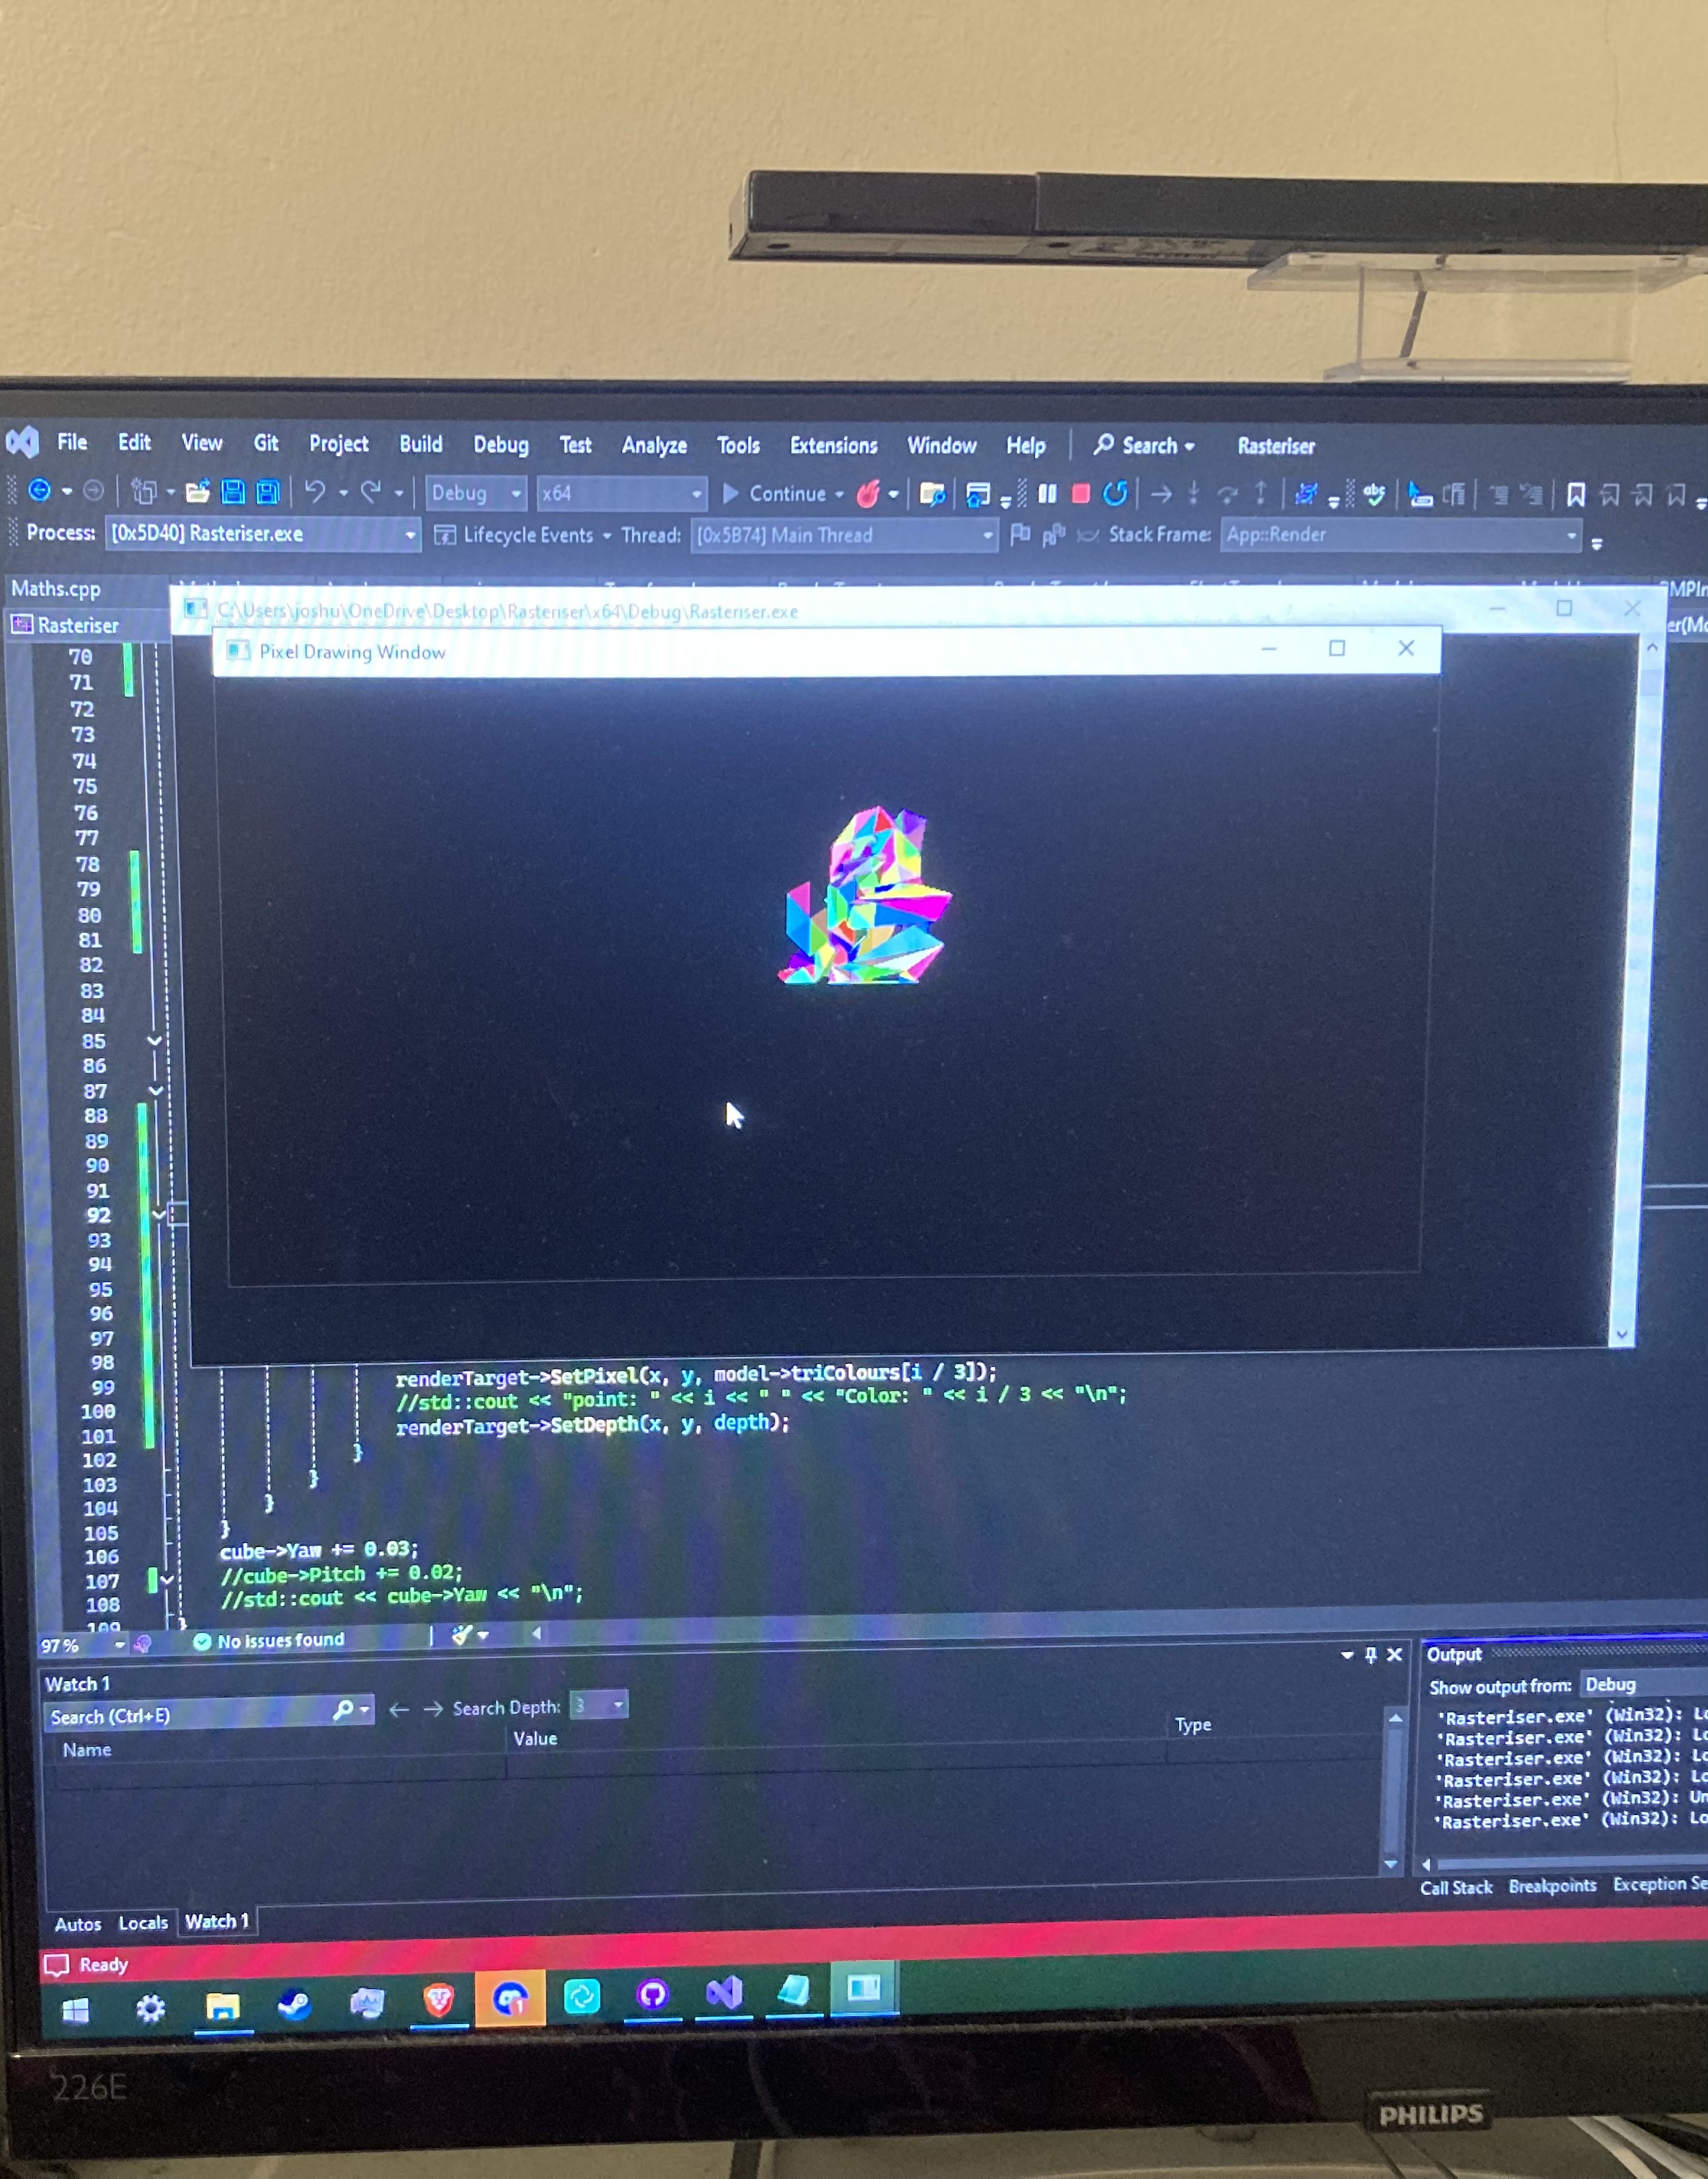 File Edit View Git Project Build Debug Test Analyze Tools Extensions Window Help Search Rasteriser
Debug x64 Continue
Process: [0x5D40] Rasteriser.exe Lifecycle Events Thread: [0x5B74] Main Thread Stack Frame: App::Render
Maths.cpp
C:\Users\joshu\OneDrive\Desktop\Rasteriser\x64\Debug\Rasteriser.exe
Rasteriser
Pixel Drawing Window
70
71
72
73
74
75
76
77
78
79
80
81
82
83
84
85
86
87
88
89
90
91
92
93
94
95
96
97
98
99
100
101
102
103
104
105
106
107
108
109
renderTarget->SetPixel(x, y, model->triColours[i / 3]);
//std::cout << "point: " << i << " " << "Color: " << i / 3 << "\n";
renderTarget->SetDepth(x, y, depth);
}
}
}
}
cube->Yaw += 0.03;
//cube->Pitch += 0.02;
//std::cout << cube->Yaw << "\n";
}
97 % No issues found
Watch 1
Search (Ctrl+E) Search Depth: 3
Name Value Type
Output
Show output from: Debug
'Rasteriser.exe' (Win32): Lo
'Rasteriser.exe' (Win32): Lo
'Rasteriser.exe' (Win32): Lo
'Rasteriser.exe' (Win32): Lo
'Rasteriser.exe' (Win32): Un
'Rasteriser.exe' (Win32): Lo
Call Stack Breakpoints Exception Se
Autos Locals Watch 1
Ready
226E
PHILIPS